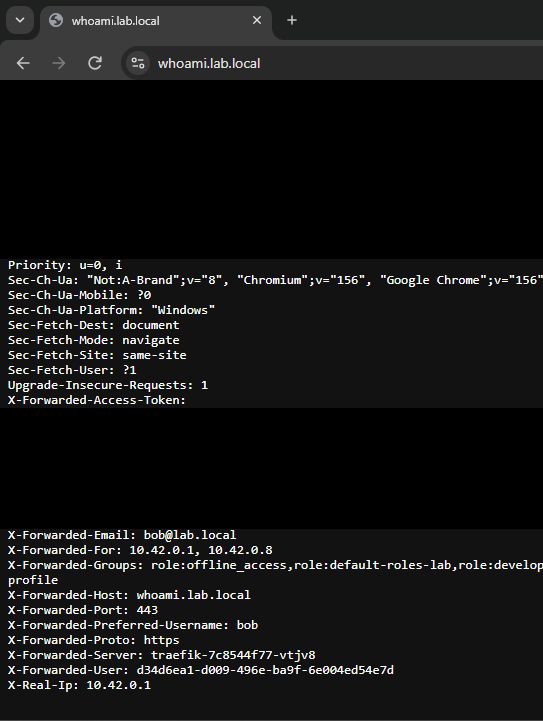 whoami.lab.local
whoami.lab.local
Priority: u=0, i
Sec-Ch-Ua: "Not:A-Brand";v="8", "Chromium";v="156", "Google Chrome";v="156"
Sec-Ch-Ua-Mobile: ?0
Sec-Ch-Ua-Platform: "Windows"
Sec-Fetch-Dest: document
Sec-Fetch-Mode: navigate
Sec-Fetch-Site: same-site
Sec-Fetch-User: ?1
Upgrade-Insecure-Requests: 1
X-Forwarded-Access-Token:
X-Forwarded-Email: bob@lab.local
X-Forwarded-For: 10.42.0.1, 10.42.0.8
X-Forwarded-Groups: role:offline_access,role:default-roles-lab,role:develop
profile
X-Forwarded-Host: whoami.lab.local
X-Forwarded-Port: 443
X-Forwarded-Preferred-Username: bob
X-Forwarded-Proto: https
X-Forwarded-Server: traefik-7c8544f77-vtjv8
X-Forwarded-User: d34d6ea1-d009-496e-ba9f-6e004ed54e7d
X-Real-Ip: 10.42.0.1